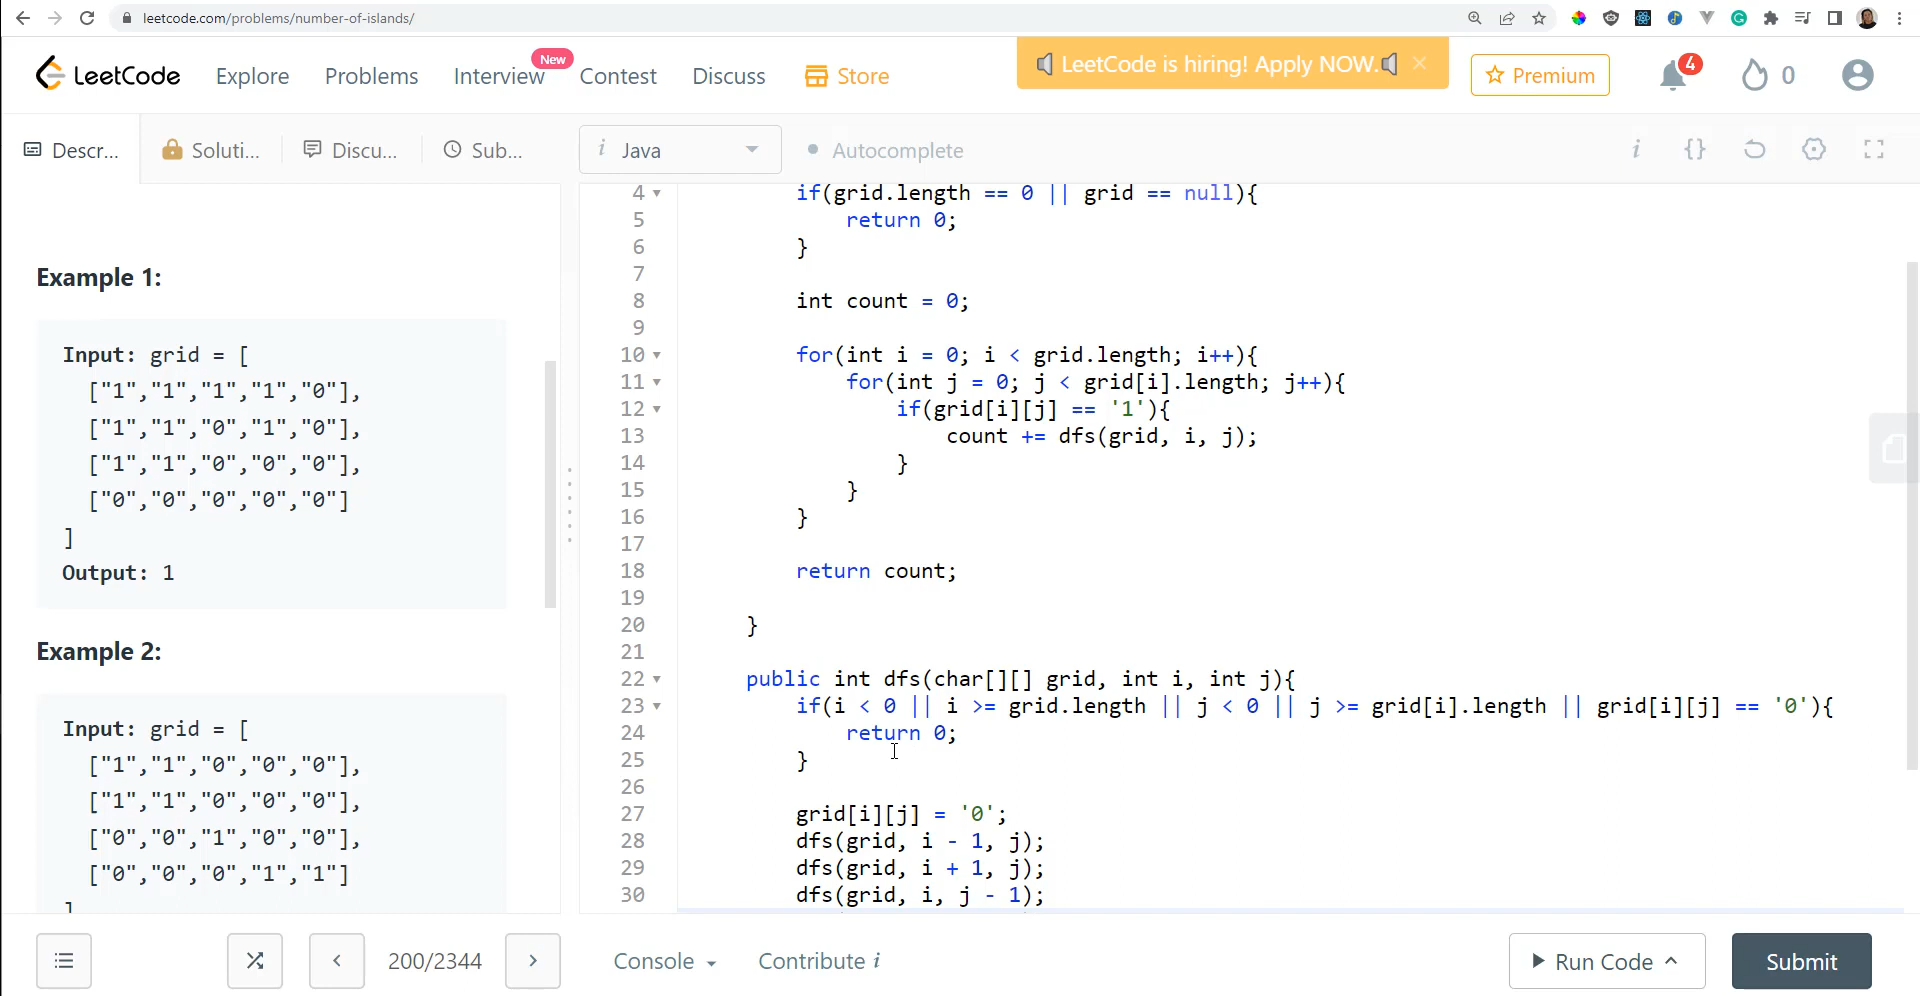 leetcode.com/problems/number-of-islands/
LeetCode
Explore
Problems
Interview
New
Contest
Discuss
Store
LeetCode is hiring! Apply NOW.
Premium
4
0
Descr...
Soluti...
Discu...
Sub...
i Java
Autocomplete
Example 1:
Input: grid = [
["1","1","1","1","0"],
["1","1","0","1","0"],
["1","1","0","0","0"],
["0","0","0","0","0"]
]
Output: 1
Example 2:
Input: grid = [
["1","1","0","0","0"],
["1","1","0","0","0"],
["0","0","1","0","0"],
["0","0","0","1","1"]
]
4 if(grid.length == 0 || grid == null){
5 return 0;
6 }
7
8 int count = 0;
9
10 for(int i = 0; i < grid.length; i++){
11 for(int j = 0; j < grid[i].length; j++){
12 if(grid[i][j] == '1'){
13 count += dfs(grid, i, j);
14 }
15 }
16 }
17
18 return count;
19
20 }
21
22 public int dfs(char[][] grid, int i, int j){
23 if(i < 0 || i >= grid.length || j < 0 || j >= grid[i].length || grid[i][j] == '0'){
24 return 0;
25 }
26
27 grid[i][j] = '0';
28 dfs(grid, i - 1, j);
29 dfs(grid, i + 1, j);
30 dfs(grid, i, j - 1);
200/2344
Console
Contribute i
Run Code
Submit